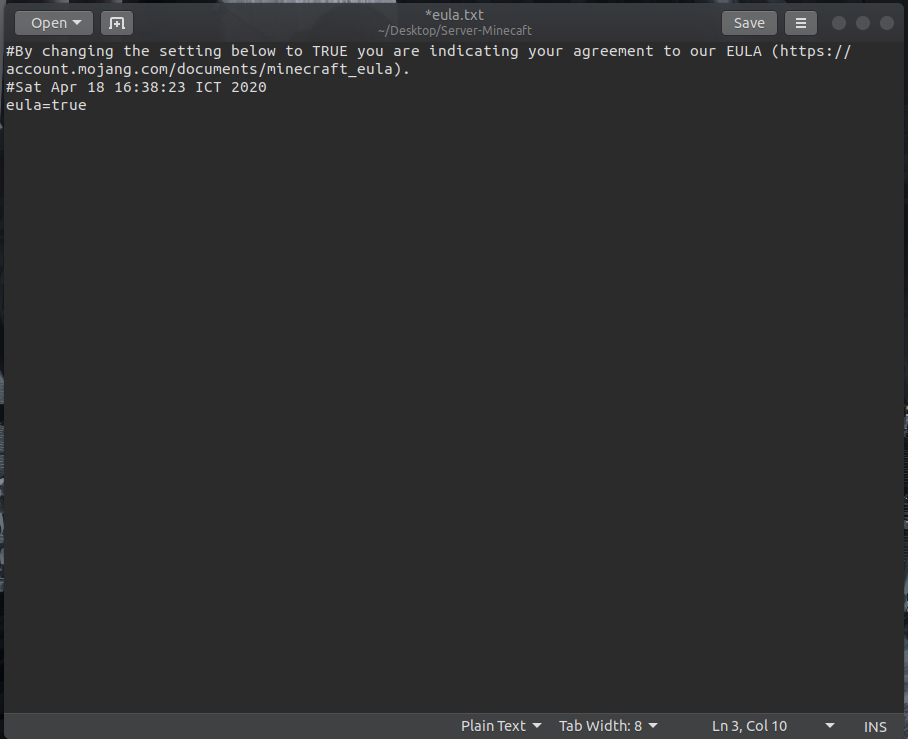 Open
*eula.txt
~/Desktop/Server-Minecaft
Save
#By changing the setting below to TRUE you are indicating your agreement to our EULA (https://
account.mojang.com/documents/minecraft_eula).
#Sat Apr 18 16:38:23 ICT 2020
eula=true
Plain Text
Tab Width: 8
Ln 3, Col 10
INS